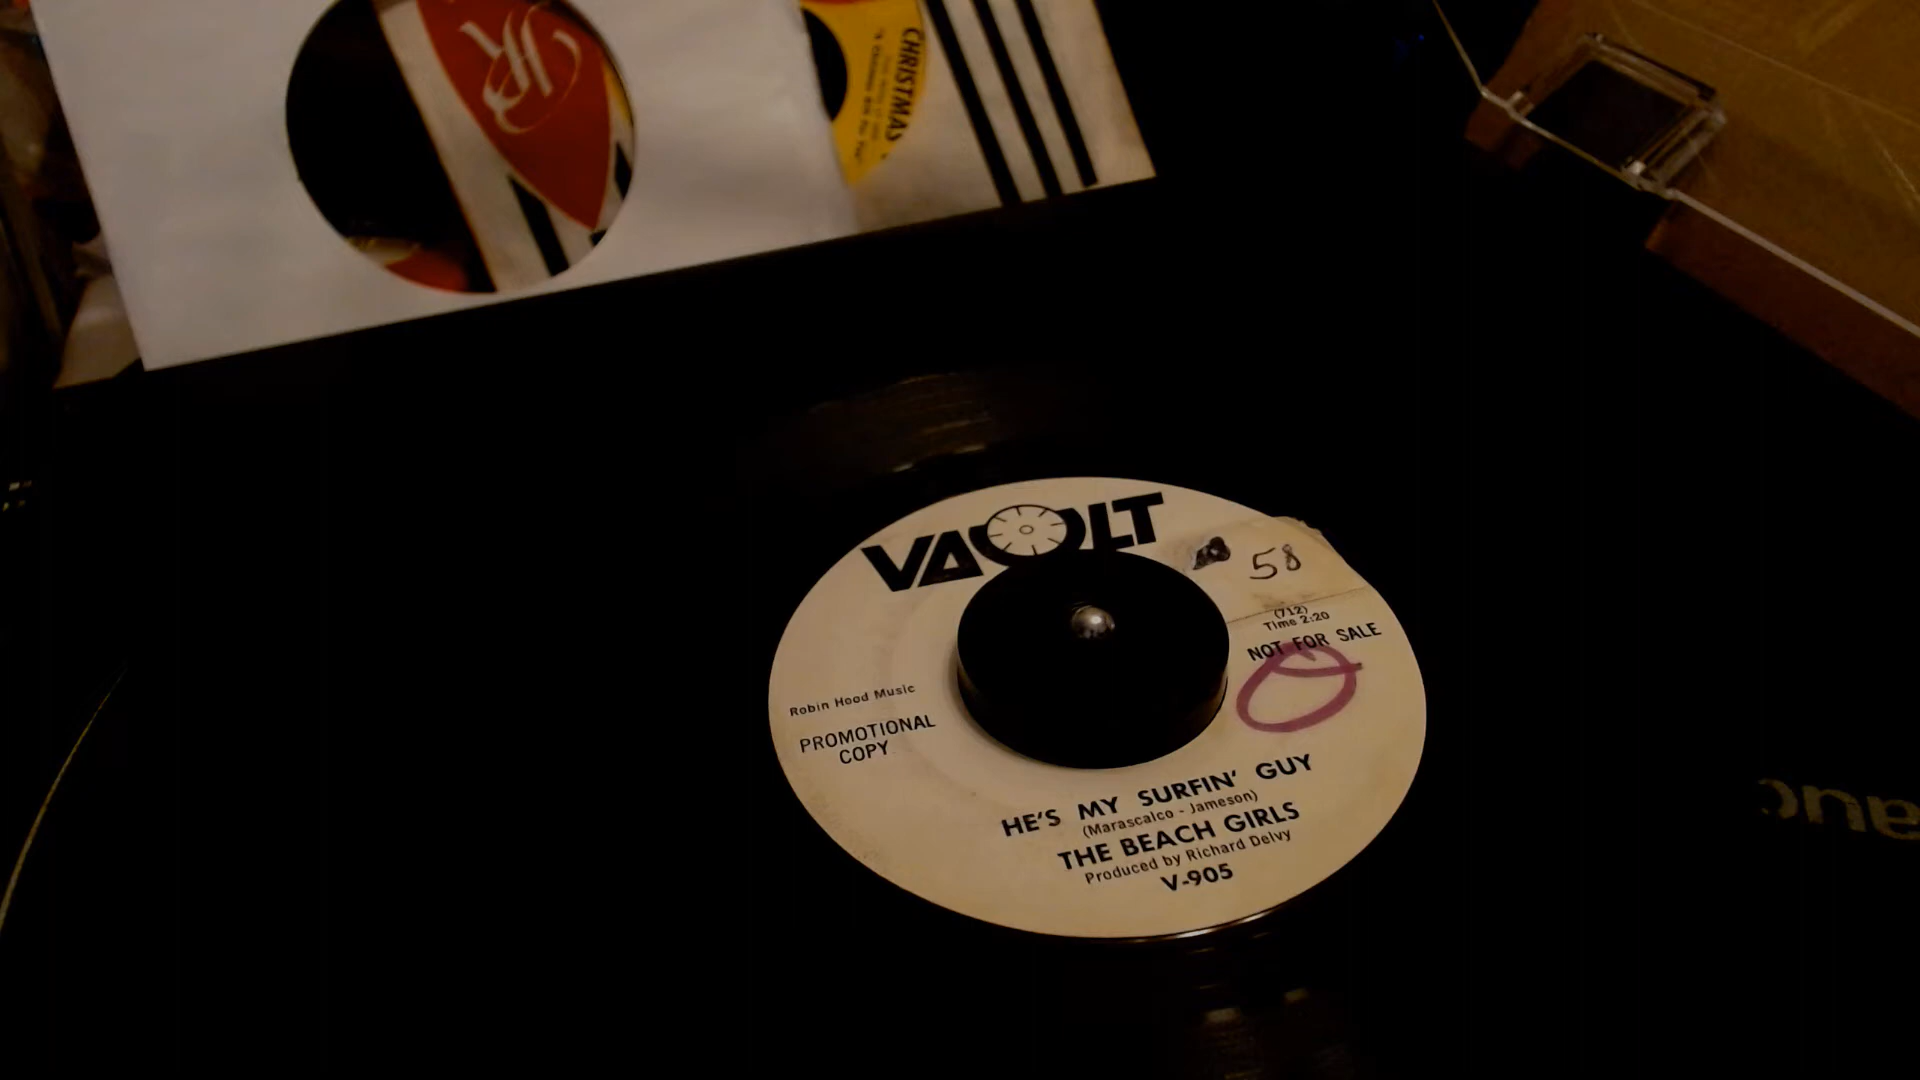 JR
CHRISTMAS
VAULT
58
(712)
Time 2:20
NOT FOR SALE
Robin Hood Music
PROMOTIONAL
COPY
HE'S MY SURFIN' GUY
(Marascalco - Jameson)
THE BEACH GIRLS
Produced by Richard Delvy
V-905